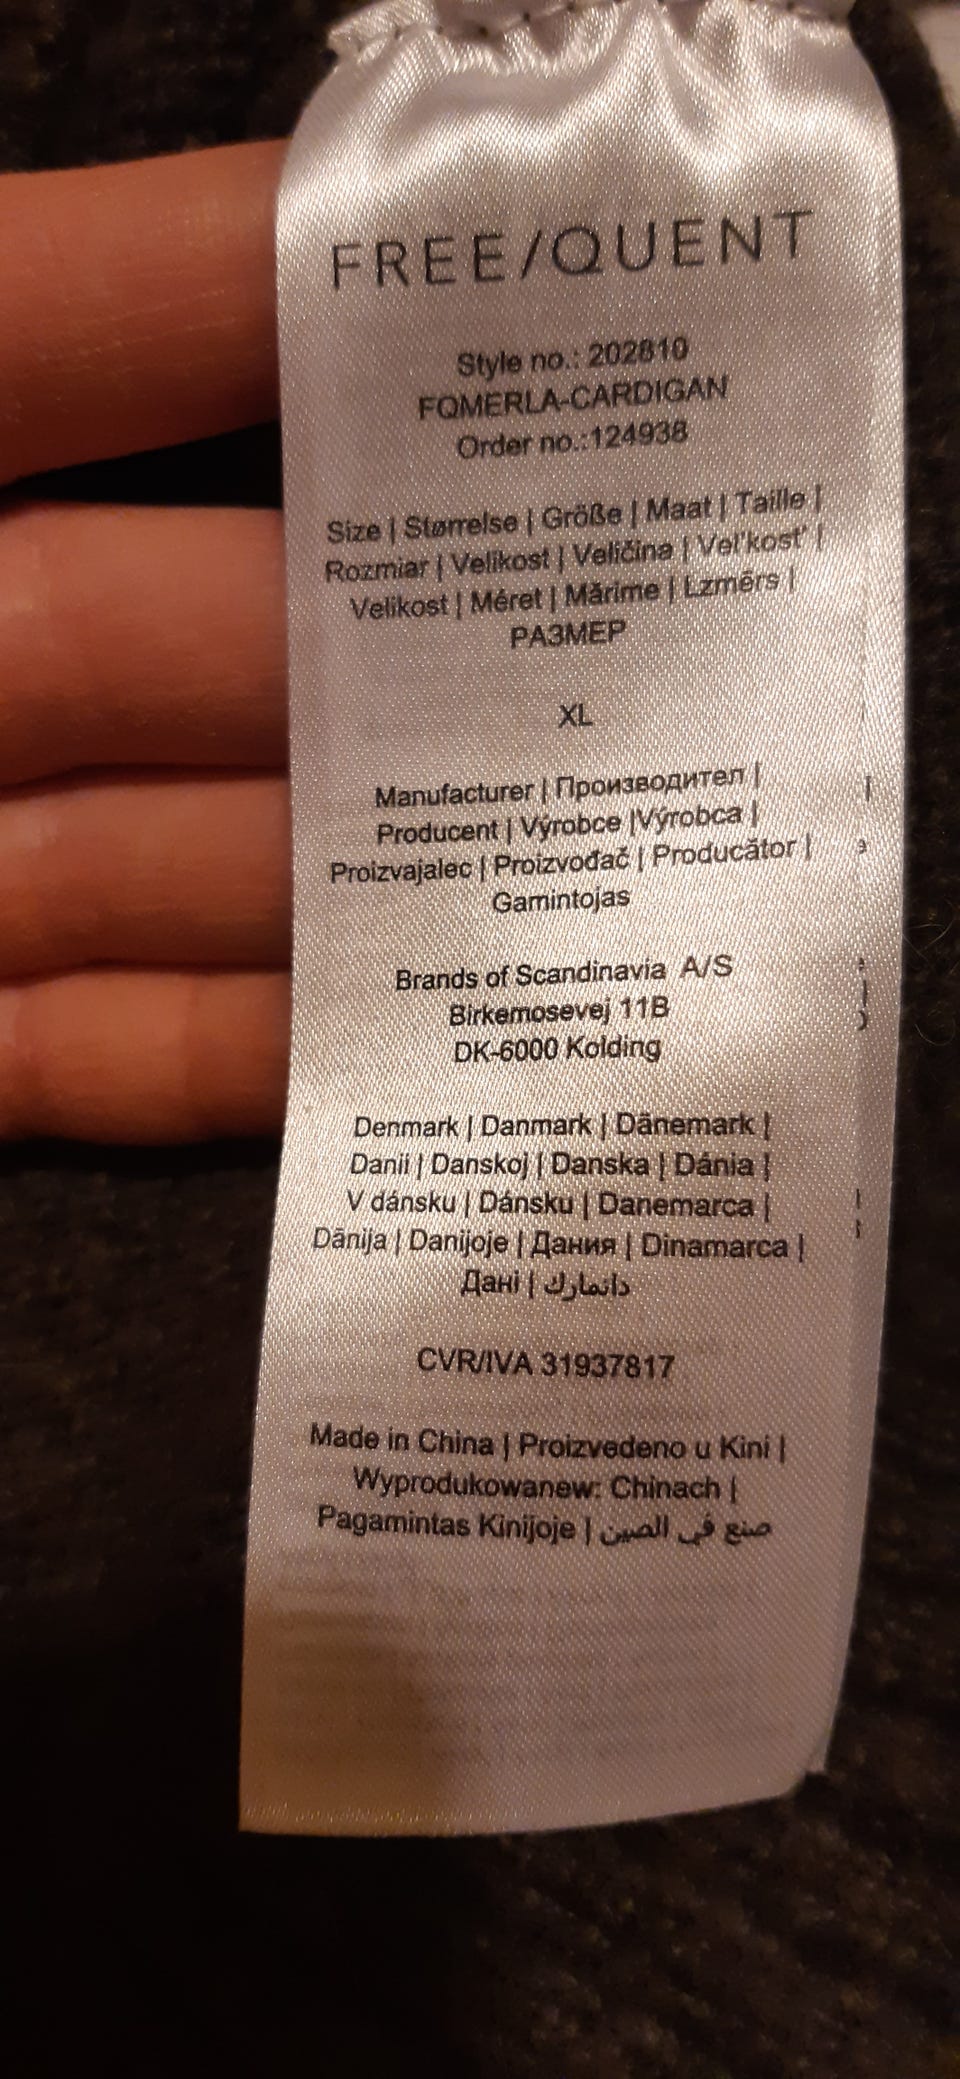 FREE/QUENT
Style no.: 202810
FQMERLA-CARDIGAN
Order no.:124938
Size | Størrelse | Größe | Maat | Taille |
Rozmiar | Velikost | Veličina | Vel'kost' |
Velikost | Méret | Mărime | Lzmērs |
РАЗМЕР
XL
Manufacturer | Производител |
Producent | Výrobce |Výrobca |
Proizvajalec | Proizvođač | Producător |
Gamintojas
Brands of Scandinavia A/S
Birkemosevej 11B
DK-6000 Kolding
Denmark | Danmark | Dänemark |
Danii | Danskoj | Danska | Dánia |
V dánsku | Dánsku | Danemarca |
Dānija | Danijoje | Дания | Dinamarca |
Дані | دانمارك
CVR/IVA 31937817
Made in China | Proizvedeno u Kini |
Wyprodukowanew: Chinach |
Pagamintas Kinijoje | صنع في الصين